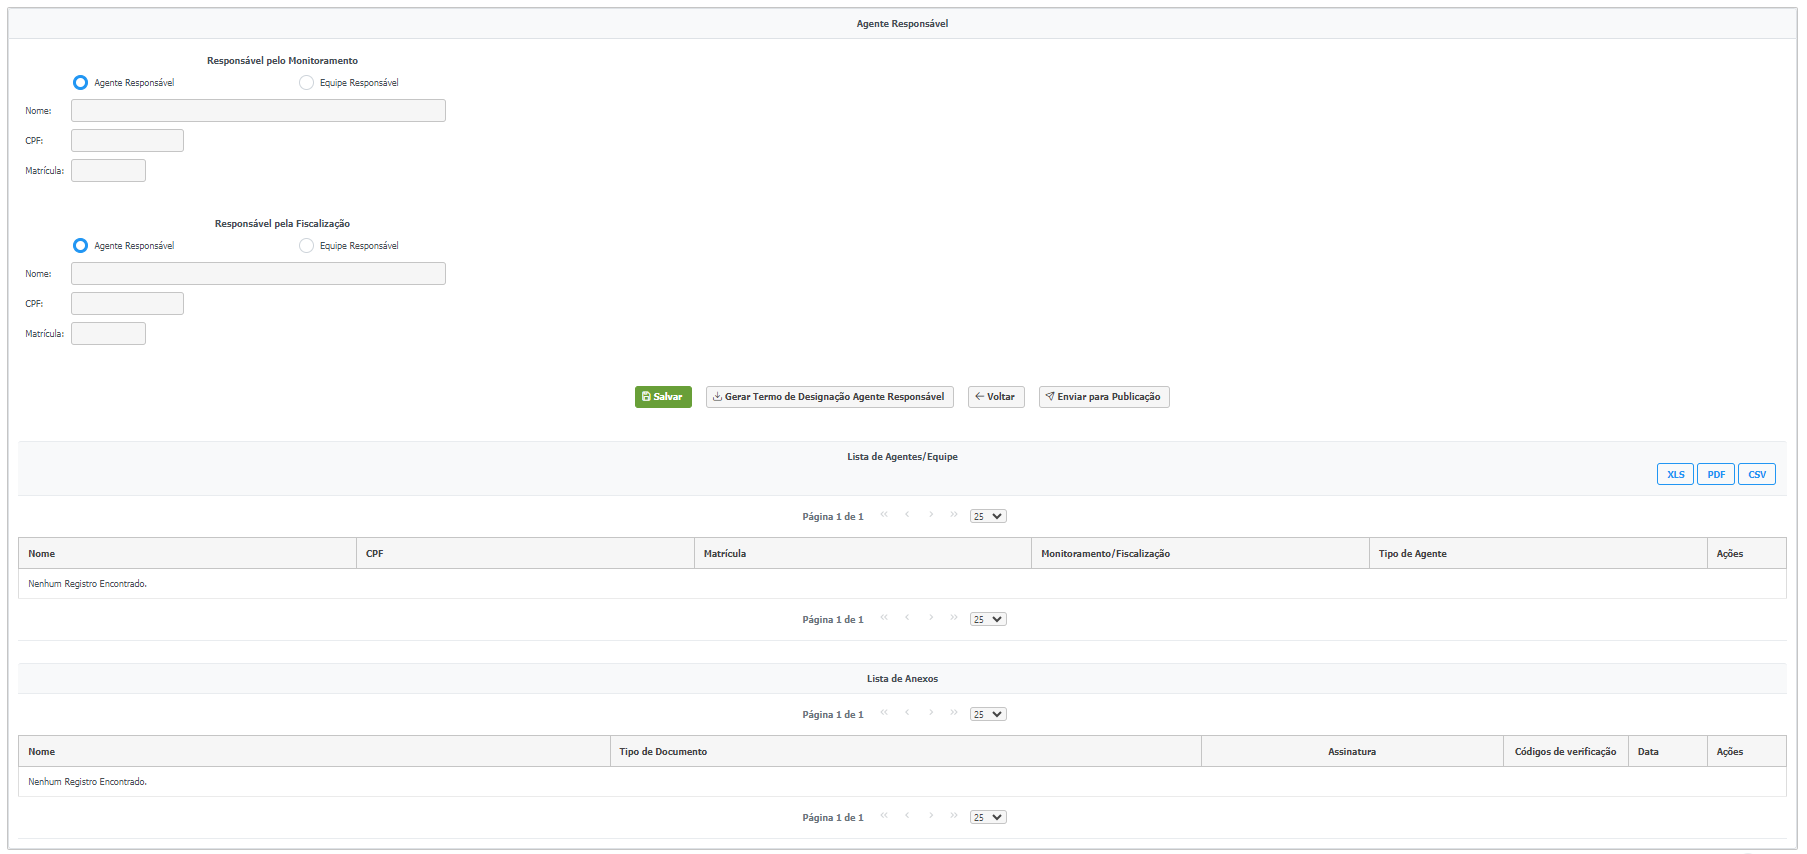 Agente Responsável
Responsável pelo Monitoramento
Agente Responsável Equipe Responsável
Nome:
CPF:
Matrícula:
Responsável pela Fiscalização
Agente Responsável Equipe Responsável
Nome:
CPF:
Matrícula:
Salvar Gerar Termo de Designação Agente Responsável Voltar Enviar para Publicação
Lista de Agentes/Equipe
XLS PDF CSV
Página 1 de 1 25
Nome CPF Matrícula Monitoramento/Fiscalização Tipo de Agente Ações
Nenhum Registro Encontrado.
Página 1 de 1 25
Lista de Anexos
Página 1 de 1 25
Nome Tipo de Documento Assinatura Códigos de verificação Data Ações
Nenhum Registro Encontrado.
Página 1 de 1 25